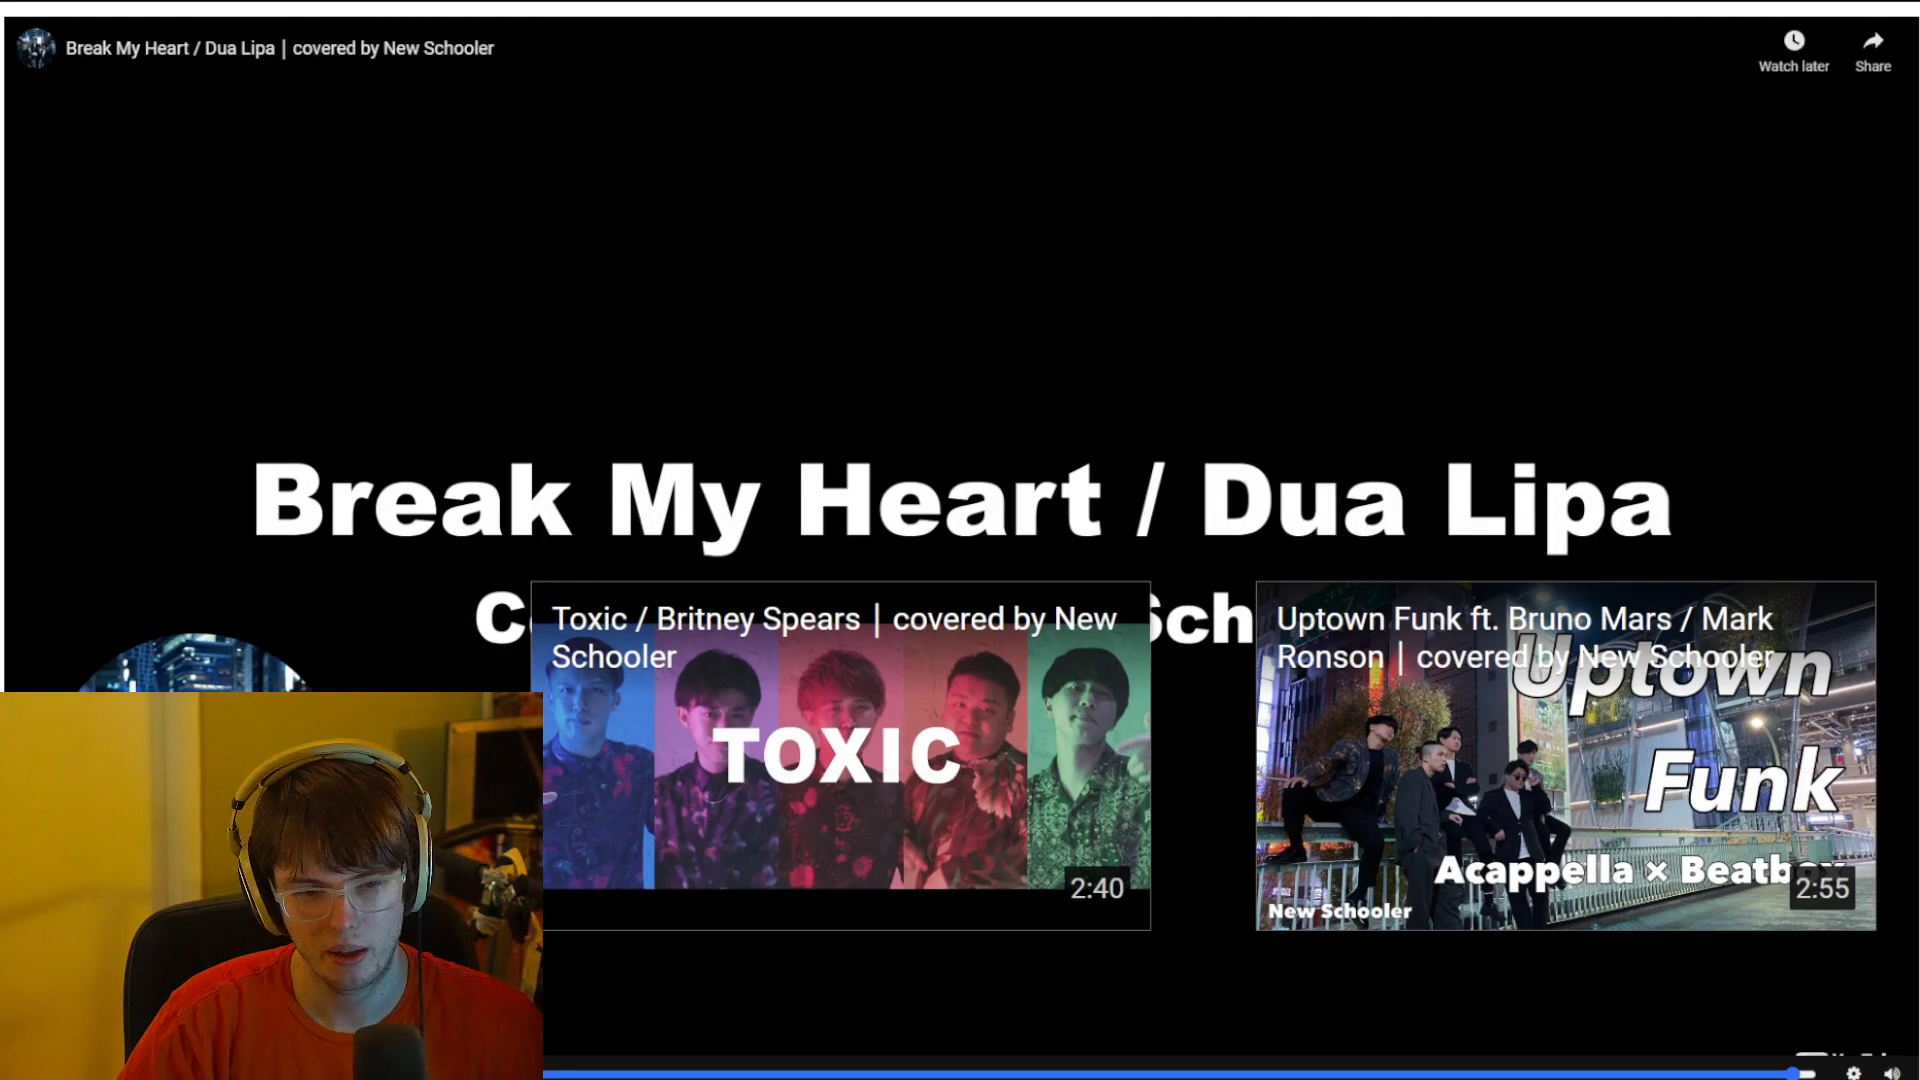 Break My Heart / Dua Lipa | covered by New Schooler
Watch later
Share
Break My Heart / Dua Lipa
Toxic / Britney Spears | covered by New
Schooler
TOXIC
2:40
Uptown Funk ft. Bruno Mars / Mark
Ronson | covered by New Schooler
Uptown
Funk
Acappella × Beatb
2:55
New Schooler